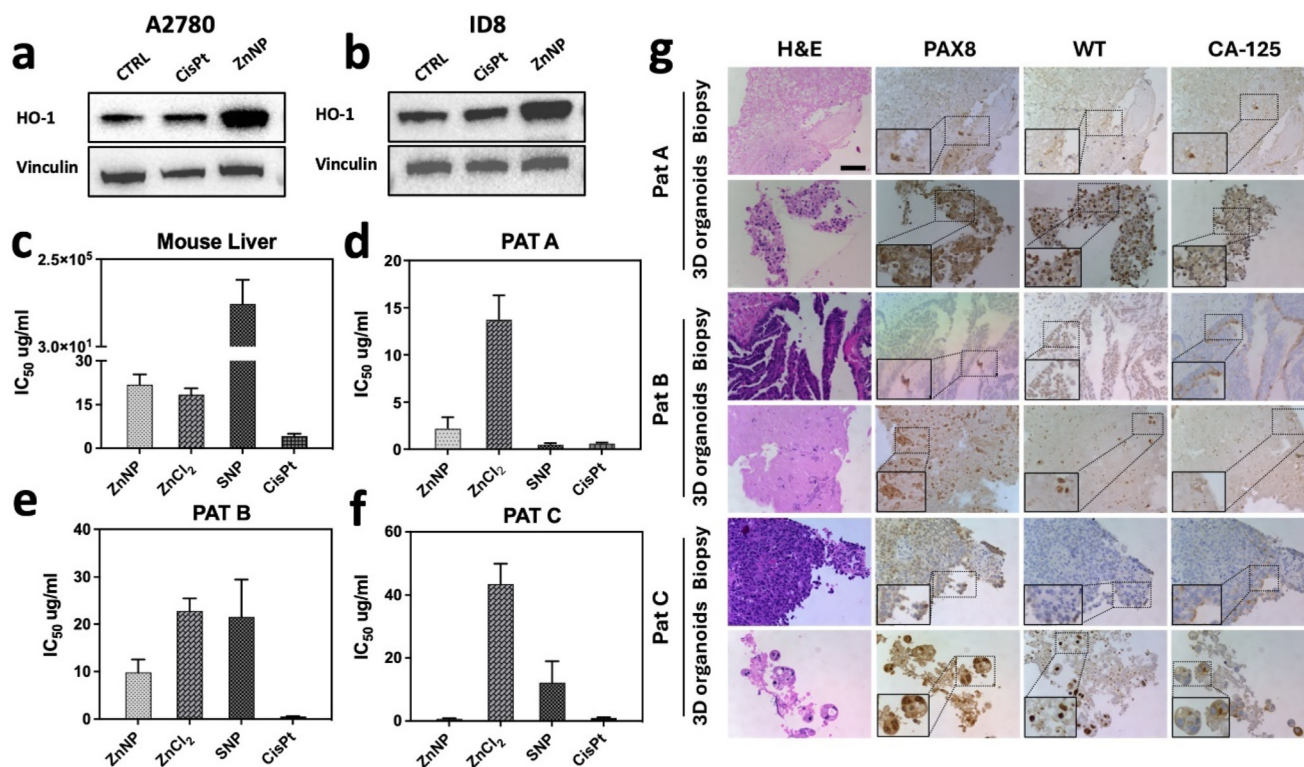 A2780
a
CTRL
CisPt
ZnNP
HO-1
Vinculin
ID8
b
CTRL
CisPt
ZnNP
HO-1
Vinculin
c
Mouse Liver
2.5×10⁵
3.0×10¹
30
15
0
IC₅₀ ug/ml
ZnNP
ZnCl₂
SNP
CisPt
d
PAT A
20
15
10
5
0
IC₅₀ ug/ml
ZnNP
ZnCl₂
SNP
CisPt
e
PAT B
40
30
20
10
0
IC₅₀ ug/ml
ZnNP
ZnCl₂
SNP
CisPt
f
PAT C
60
40
20
0
IC₅₀ ug/ml
ZnNP
ZnCl₂
SNP
CisPt
g
H&E
PAX8
WT
CA-125
Pat A
Biopsy
3D organoids
Pat B
Biopsy
3D organoids
Pat C
Biopsy
3D organoids